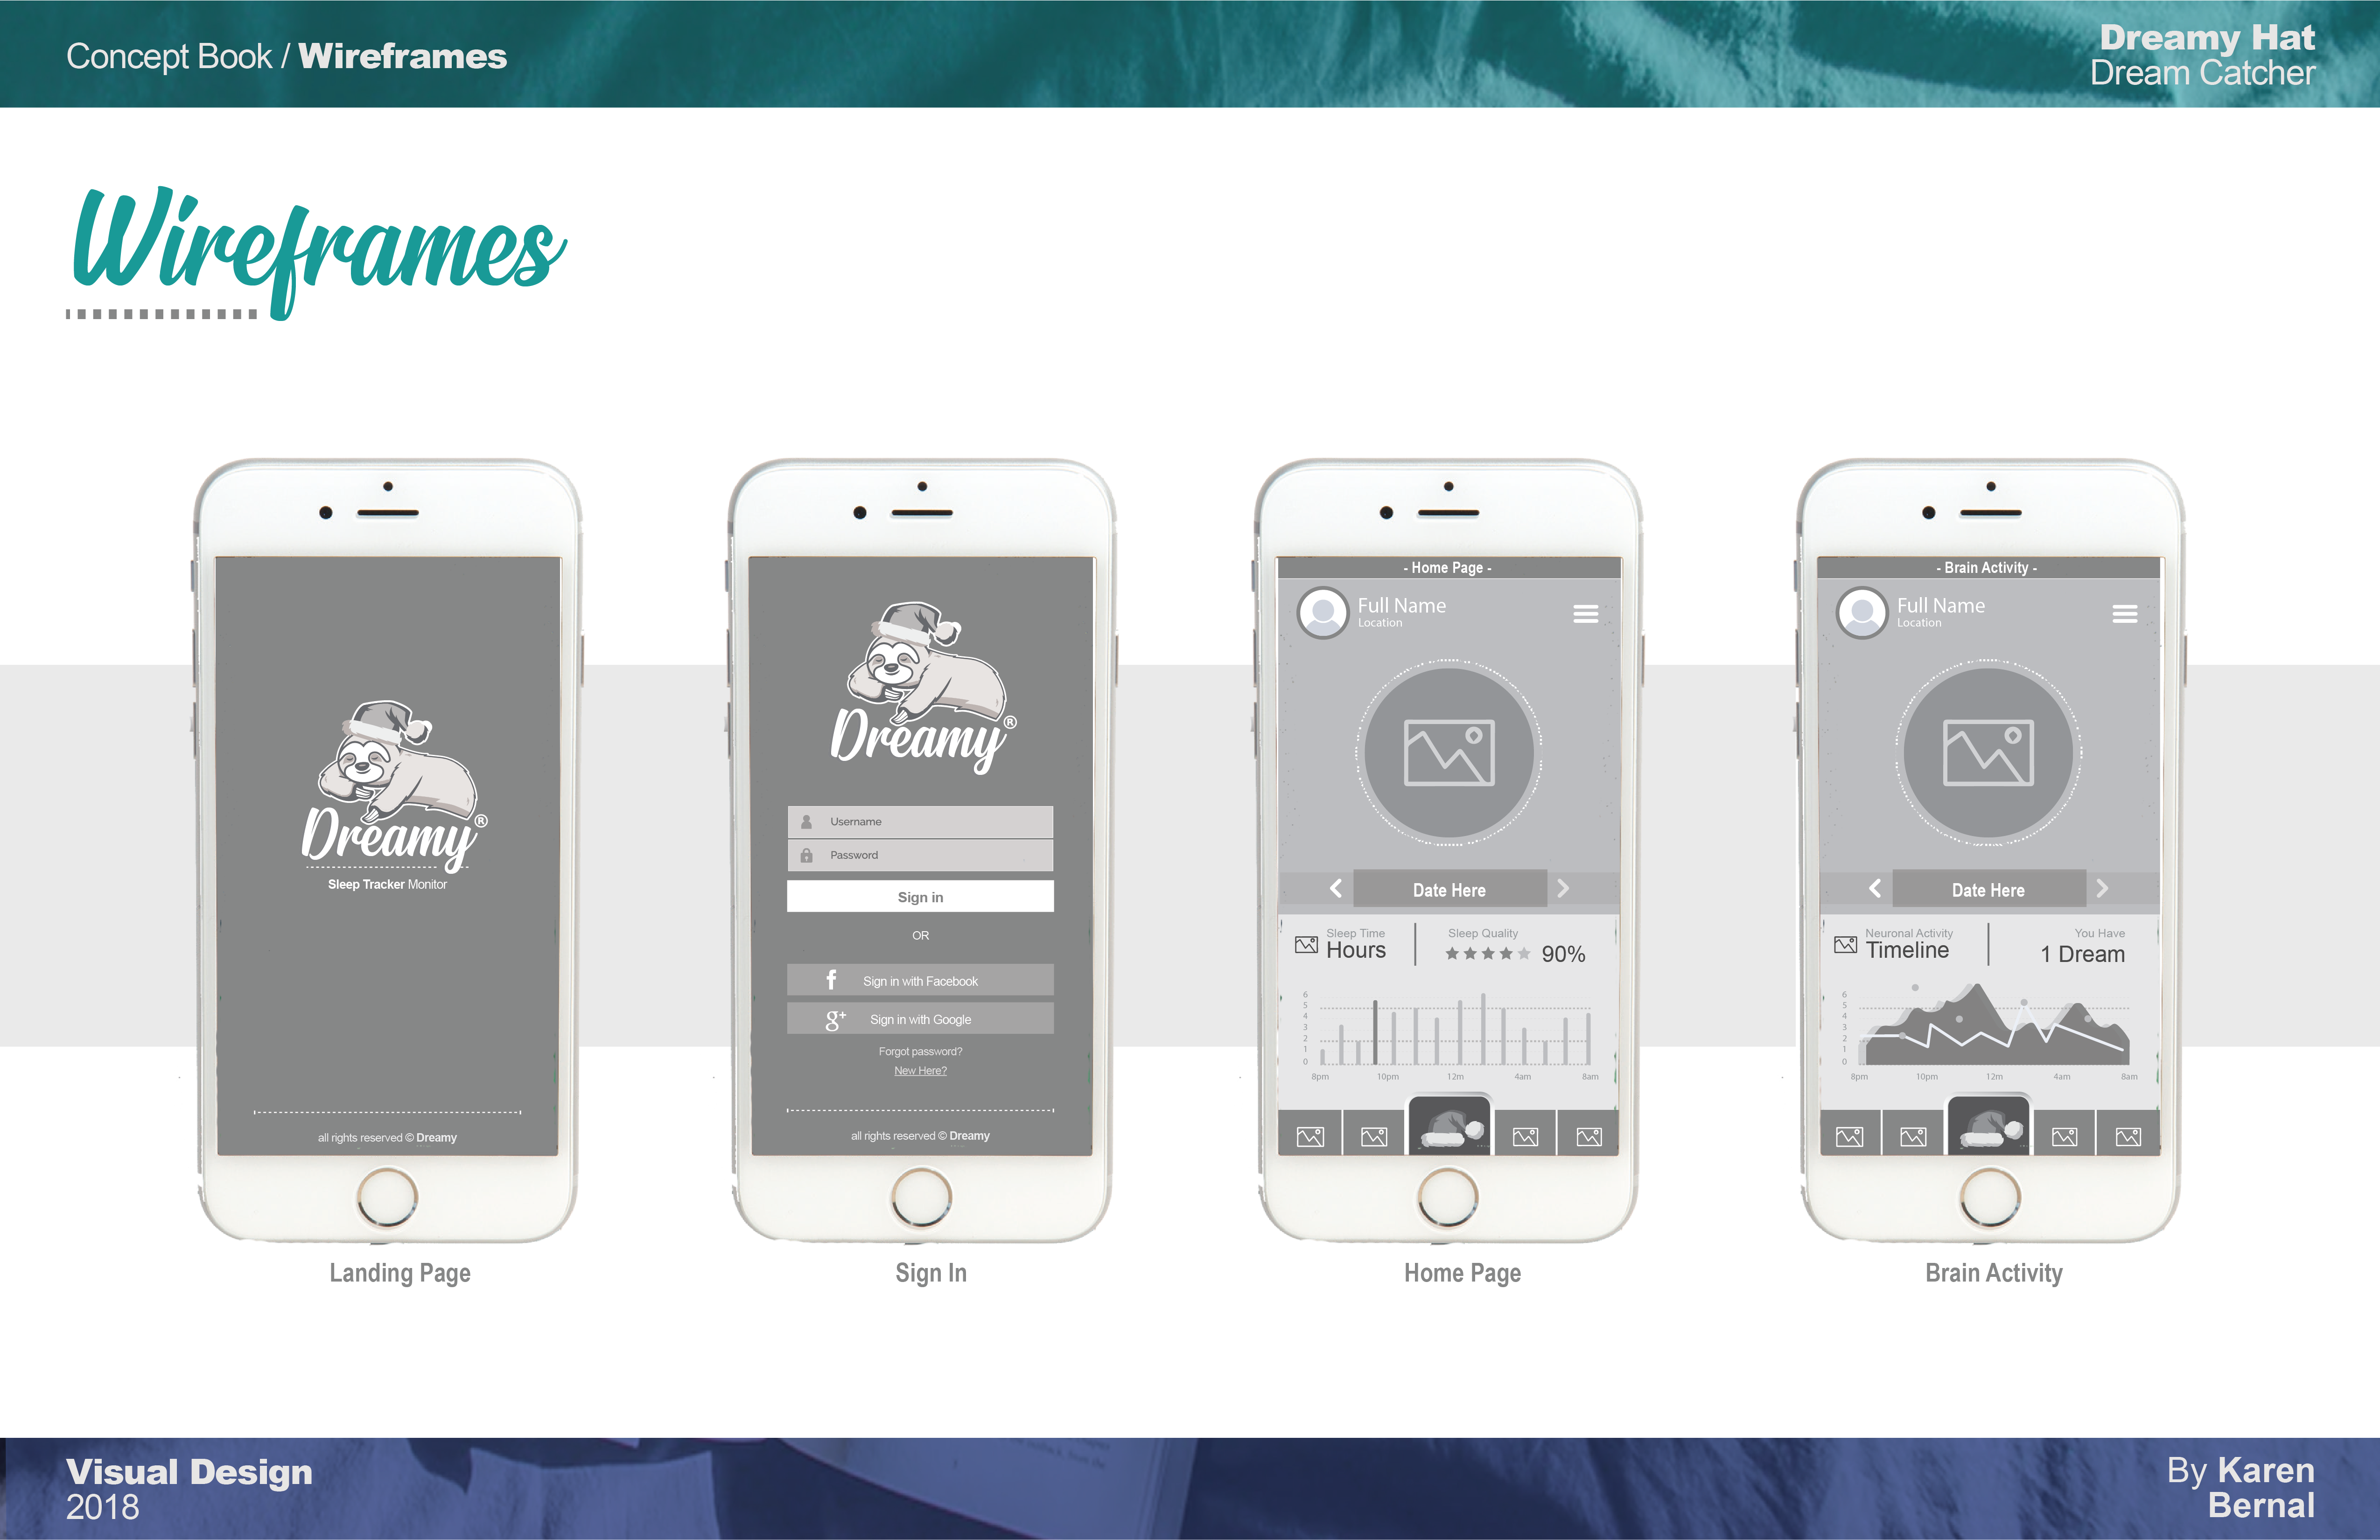 Concept Book / Wireframes
Dreamy Hat
Dream Catcher
Wireframes
Dreamy®
Sleep Tracker Monitor
all rights reserved © Dreamy
Landing Page
Dreamy®
Username
Password
Sign in
OR
f Sign in with Facebook
g+ Sign in with Google
Forgot password?
New Here?
all rights reserved © Dreamy
Sign In
- Home Page -
Full Name
Location
Date Here
Sleep Time
Hours
Sleep Quality
90%
6
5
4
3
2
1
0
8pm 10pm 12m 4am 8am
Home Page
- Brain Activity -
Full Name
Location
Date Here
Neuronal Activity
Timeline
You Have
1 Dream
6
5
4
3
2
1
0
8pm 10pm 12m 4am 8am
Brain Activity
Visual Design
2018
By Karen
Bernal